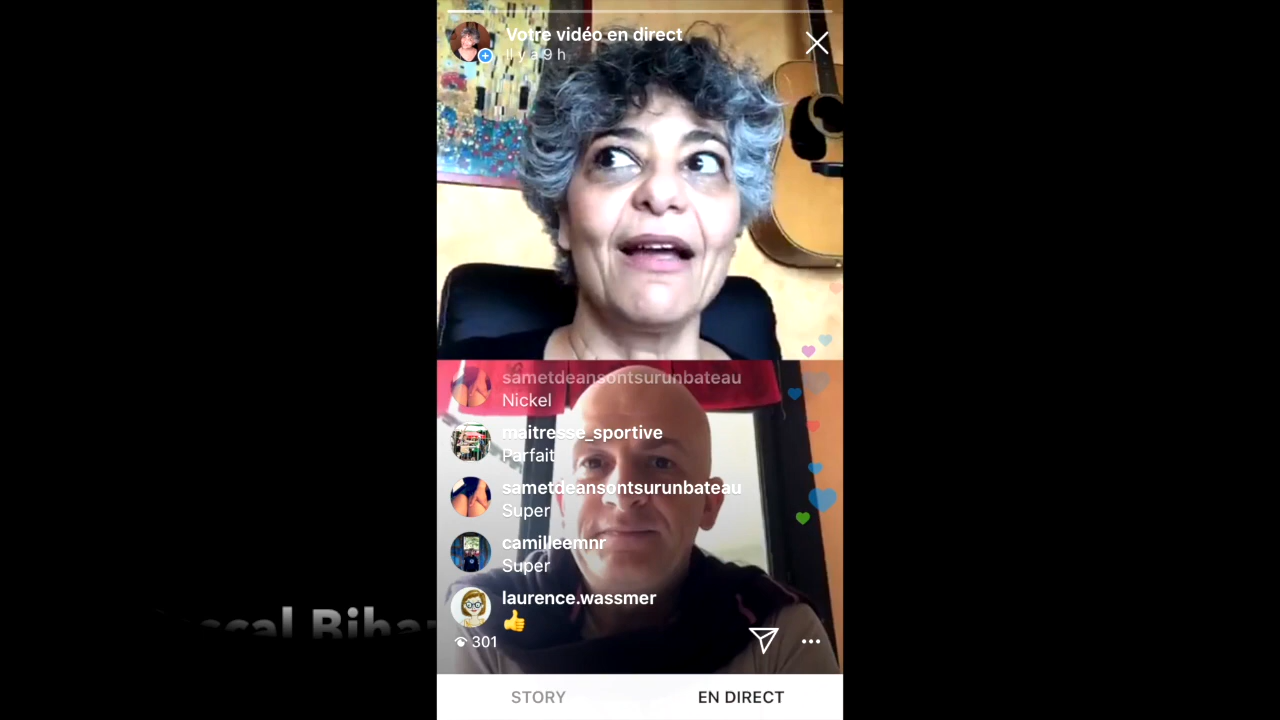 Votre vidéo en direct
Il y a 9 h
sametdeansontsurunbateau
Nickel
maitresse_sportive
Parfait
sametdeansontsurunbateau
Super
camilleemnr
Super
laurence.wassmer
301
STORY
EN DIRECT